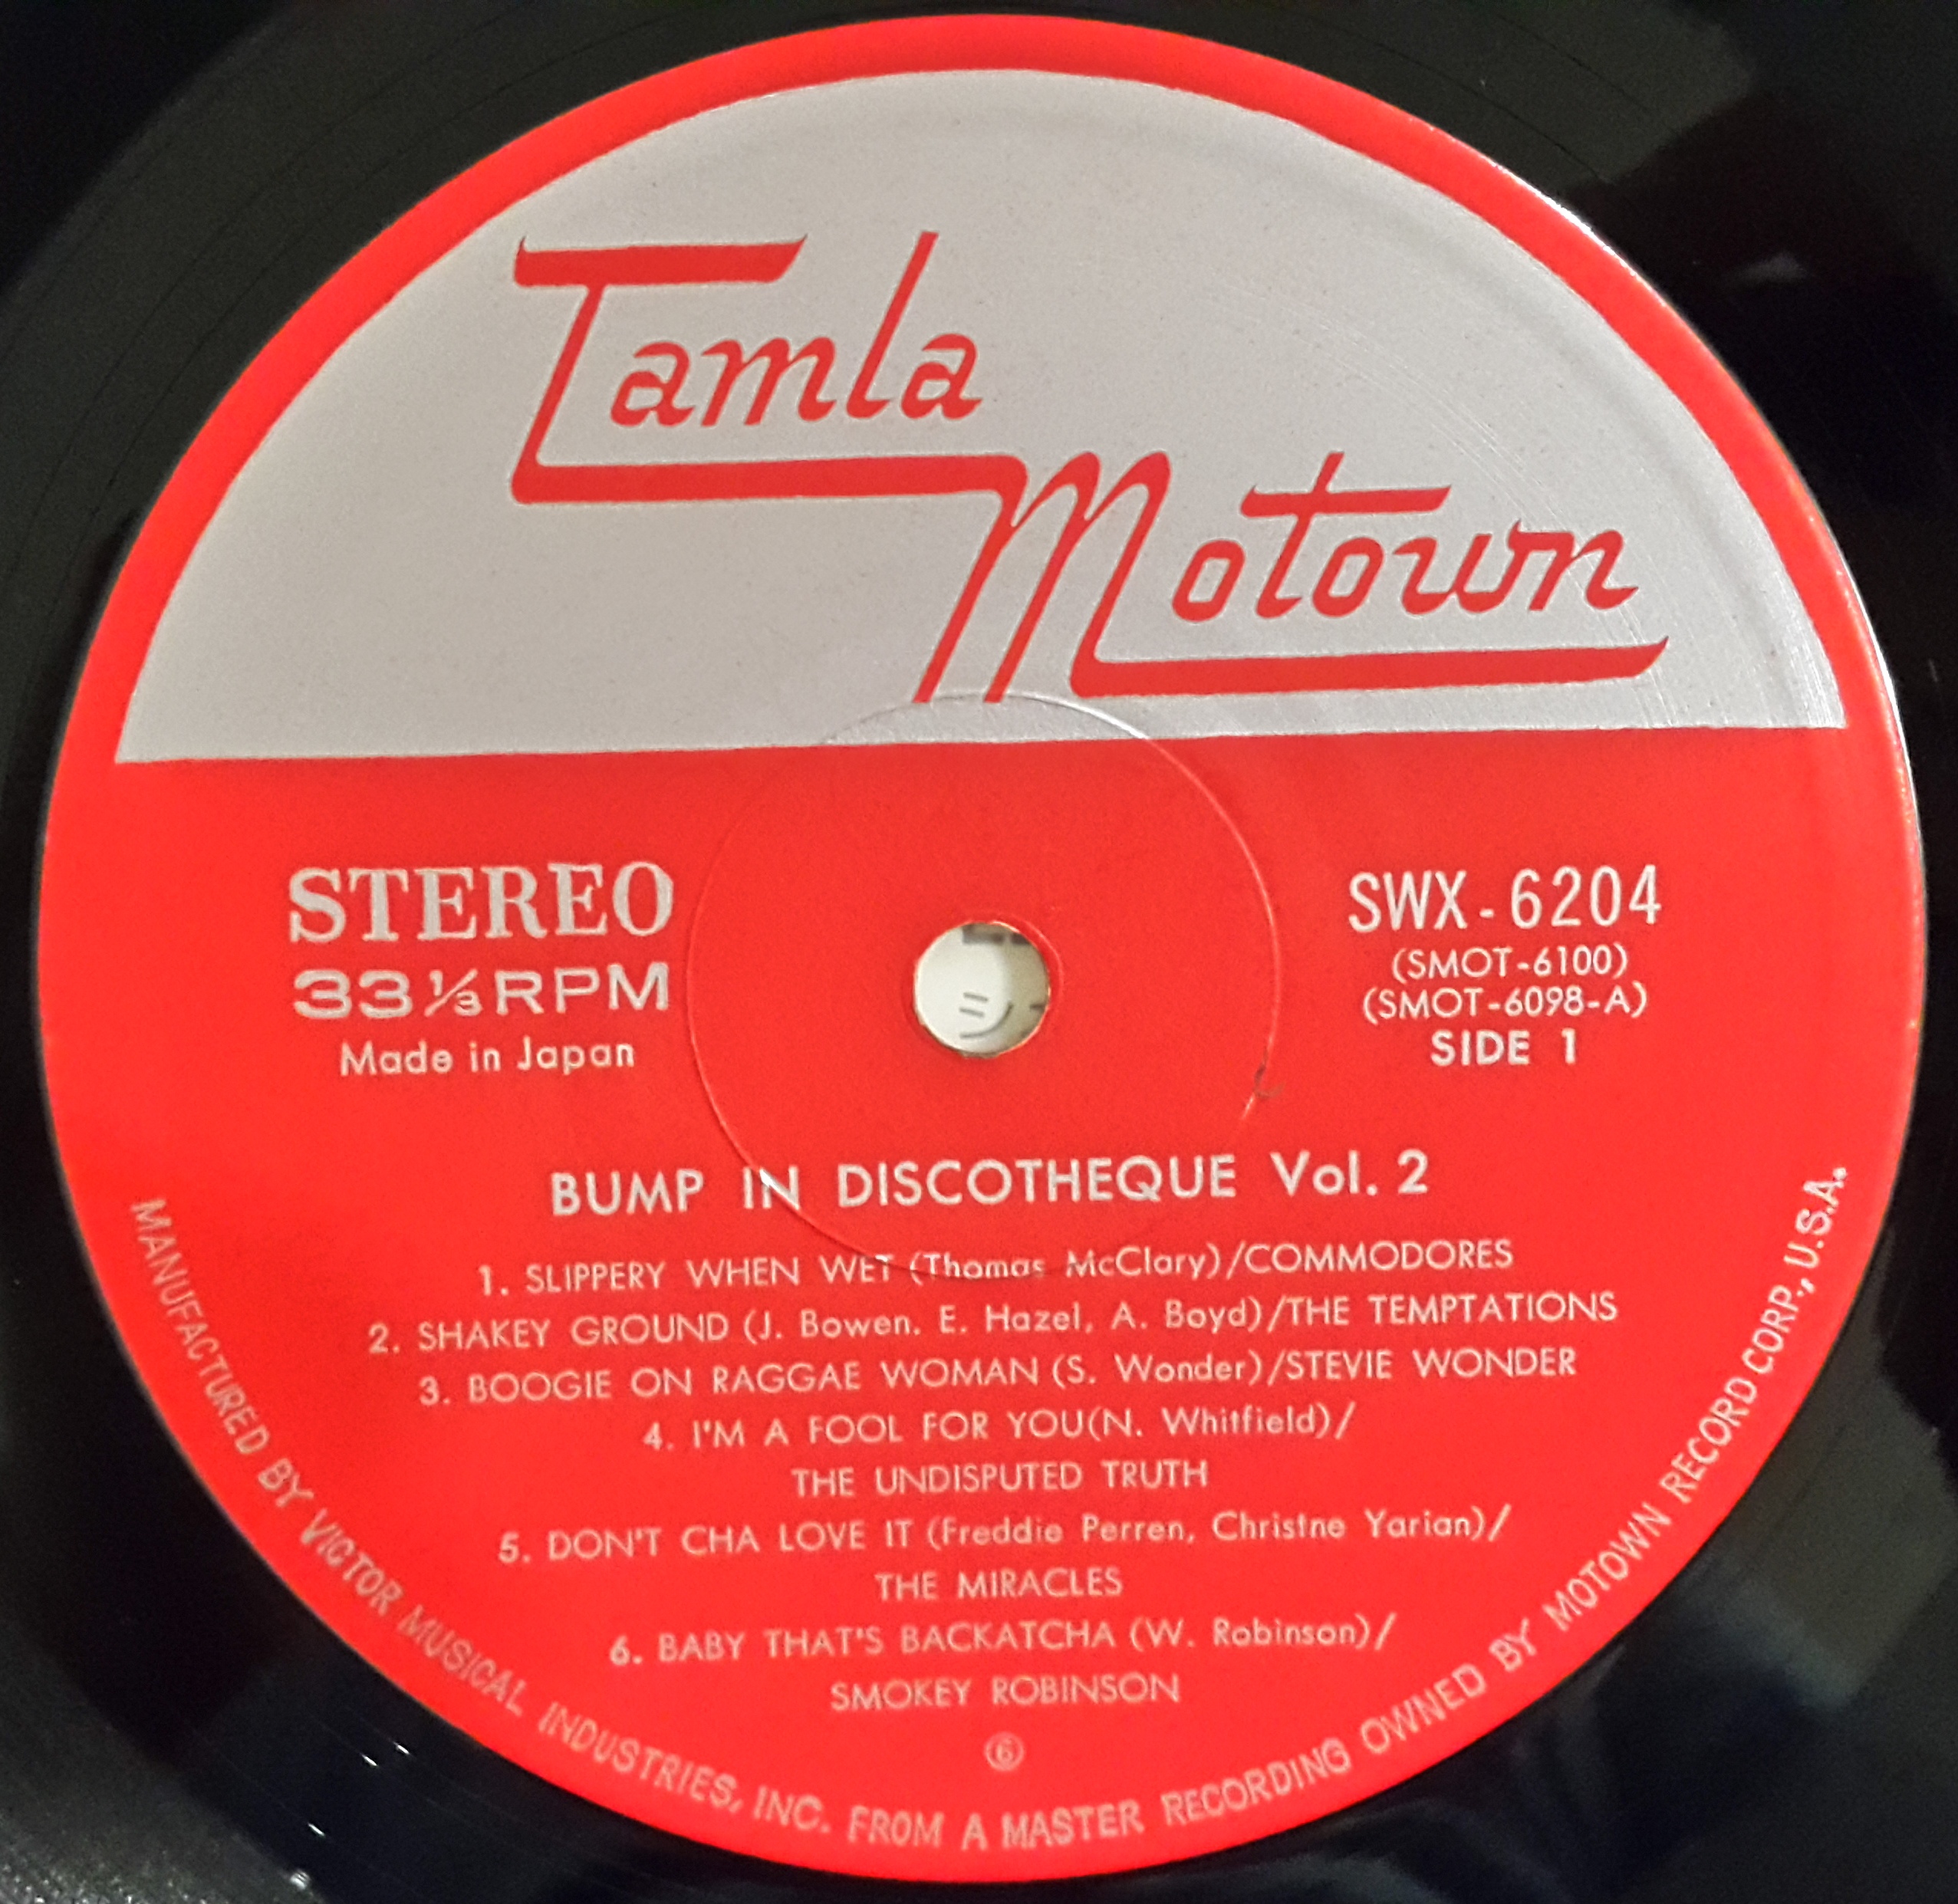 Tamla
Motown
STEREO
33⅓RPM
Made in Japan
SWX-6204
(SMOT-6100)
(SMOT-6098-A)
SIDE 1
BUMP IN DISCOTHEQUE Vol. 2
1. SLIPPERY WHEN WET (Thomas McClary)/COMMODORES
2. SHAKEY GROUND (J. Bowen. E. Hazel, A. Boyd)/THE TEMPTATIONS
3. BOOGIE ON RAGGAE WOMAN (S. Wonder)/STEVIE WONDER
4. I'M A FOOL FOR YOU(N. Whitfield)/
THE UNDISPUTED TRUTH
5. DON'T CHA LOVE IT (Freddie Perren, Christne Yarian)/
THE MIRACLES
6. BABY THAT'S BACKATCHA (W. Robinson)/
SMOKEY ROBINSON
⑥
MANUFACTURED BY VICTOR MUSICAL INDUSTRIES, INC. FROM A MASTER RECORDING OWNED BY MOTOWN RECORD CORP., U.S.A.